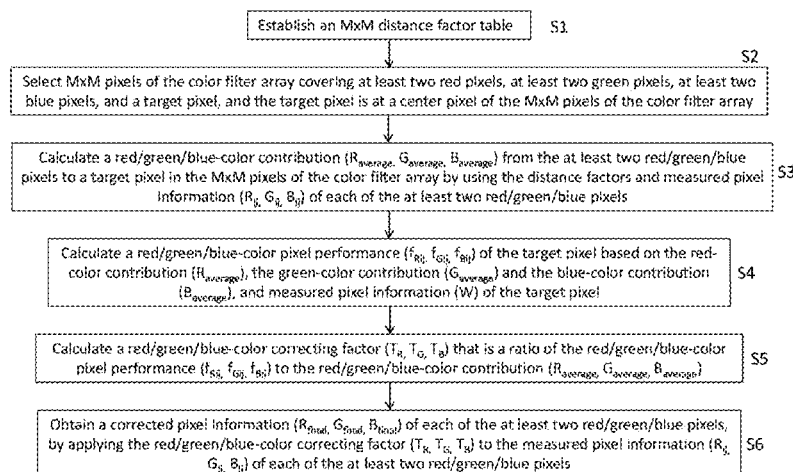 Establish an MxM distance factor table
S1
S2
Select MxM pixels of the color filter array covering at least two red pixels, at least two green pixels, at least two
blue pixels, and a target pixel, and the target pixel is at a center pixel of the MxM pixels of the color filter array
Calculate a red/green/blue-color contribution (Raverage, Gaverage, Baverage) from the at least two red/green/blue
pixels to a target pixel in the MxM pixels of the color filter array by using the distance factors and measured pixel
information (Rij, Gij, Bij) of each of the at least two red/green/blue pixels
S3
Calculate a red/green/blue-color pixel performance (fRij, fGij, fBij) of the target pixel based on the red-
color contribution (Raverage), the green-color contribution (Gaverage) and the blue-color contribution
(Baverage), and measured pixel information (W) of the target pixel
S4
Calculate a red/green/blue-color correcting factor (TR, TG, TB) that is a ratio of the red/green/blue-color
pixel performance (fRij, fGij, fBij) to the red/green/blue-color contribution (Raverage, Gaverage, Baverage)
S5
Obtain a corrected pixel information (Rfinal, Gfinal, Bfinal) of each of the at least two red/green/blue pixels,
by applying the red/green/blue-color correcting factor (TR, TG, TB) to the measured pixel information (Rij,
Gij, Bij) of each of the at least two red/green/blue pixels
S6